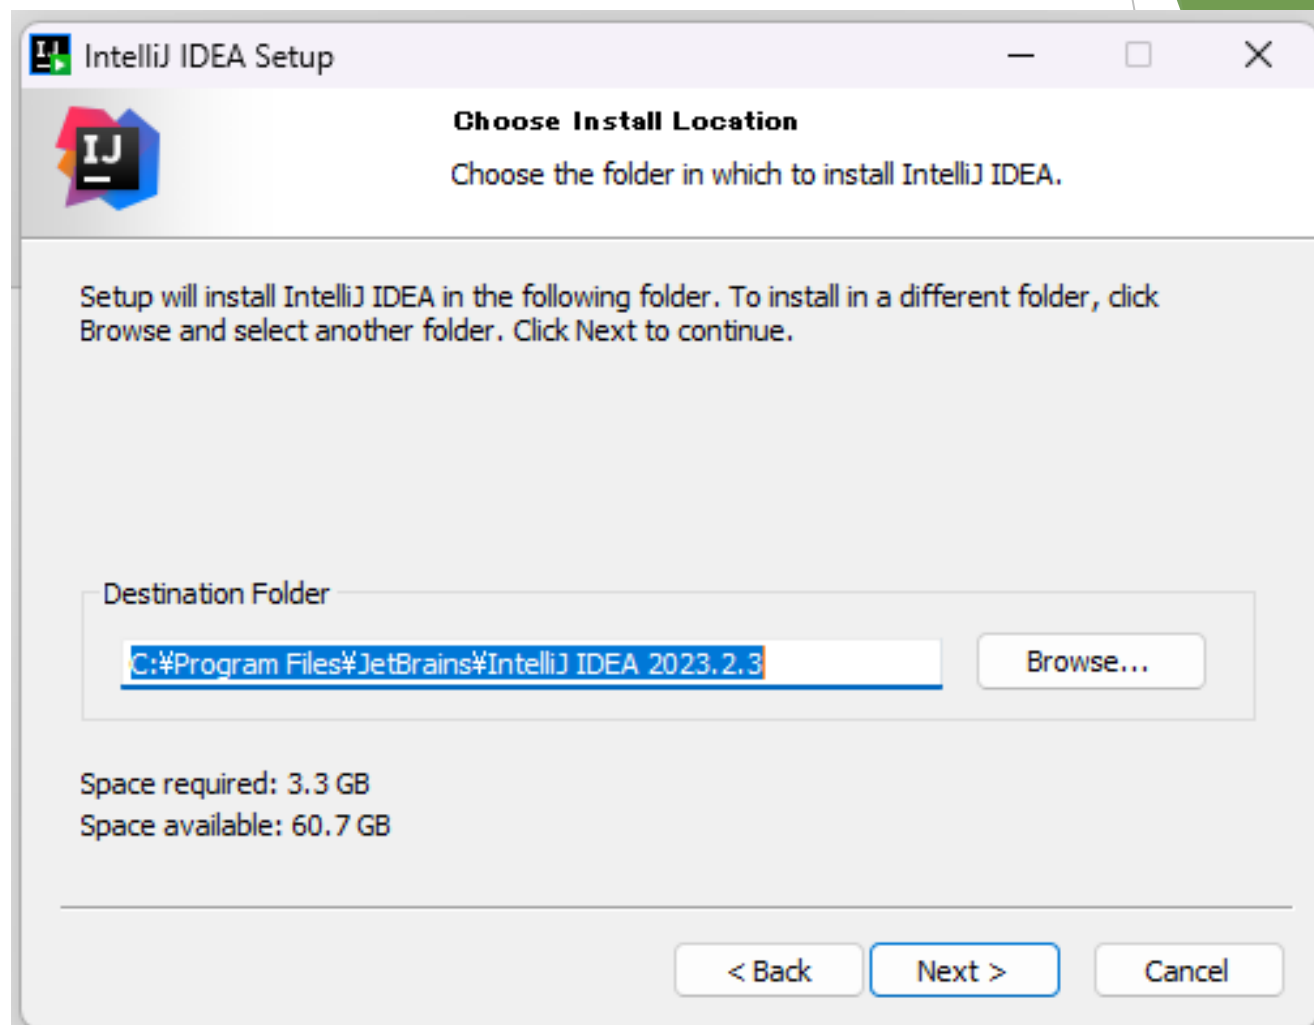 IntelliJ IDEA Setup
IJ
Choose Install Location
Choose the folder in which to install IntelliJ IDEA.
Setup will install IntelliJ IDEA in the following folder. To install in a different folder, click
Browse and select another folder. Click Next to continue.
Destination Folder
C:¥Program Files¥JetBrains¥IntelliJ IDEA 2023.2.3
Browse...
Space required: 3.3 GB
Space available: 60.7 GB
< Back
Next >
Cancel